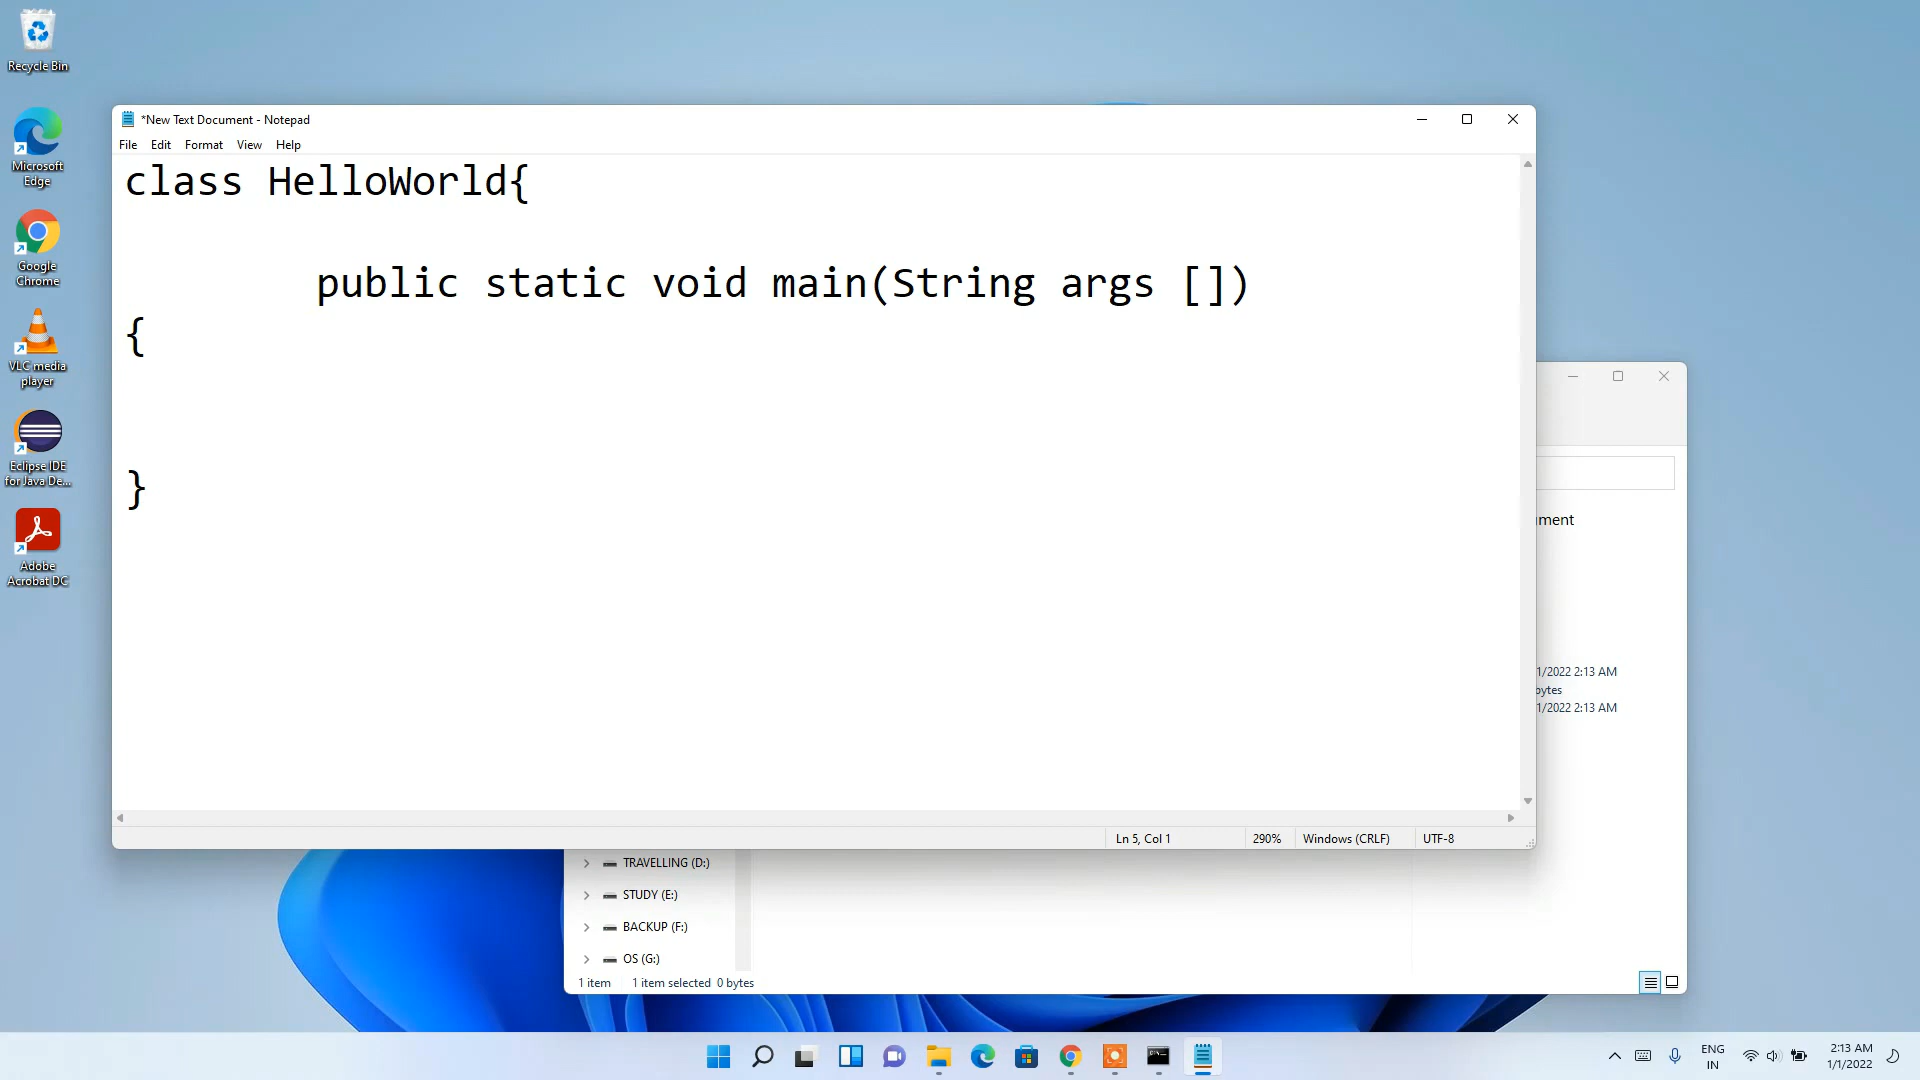 Recycle Bin
Microsoft
Edge
Google
Chrome
VLC media
player
Eclipse IDE
for Java De...
Adobe
Acrobat DC
*New Text Document - Notepad
File Edit Format View Help
class HelloWorld{
public static void main(String args [])
{
}
Ln 5, Col 1 290% Windows (CRLF) UTF-8
ument
1/2022 2:13 AM
bytes
1/2022 2:13 AM
TRAVELLING (D:)
STUDY (E:)
BACKUP (F:)
OS (G:)
1 item 1 item selected 0 bytes
ENG
IN
2:13 AM
1/1/2022